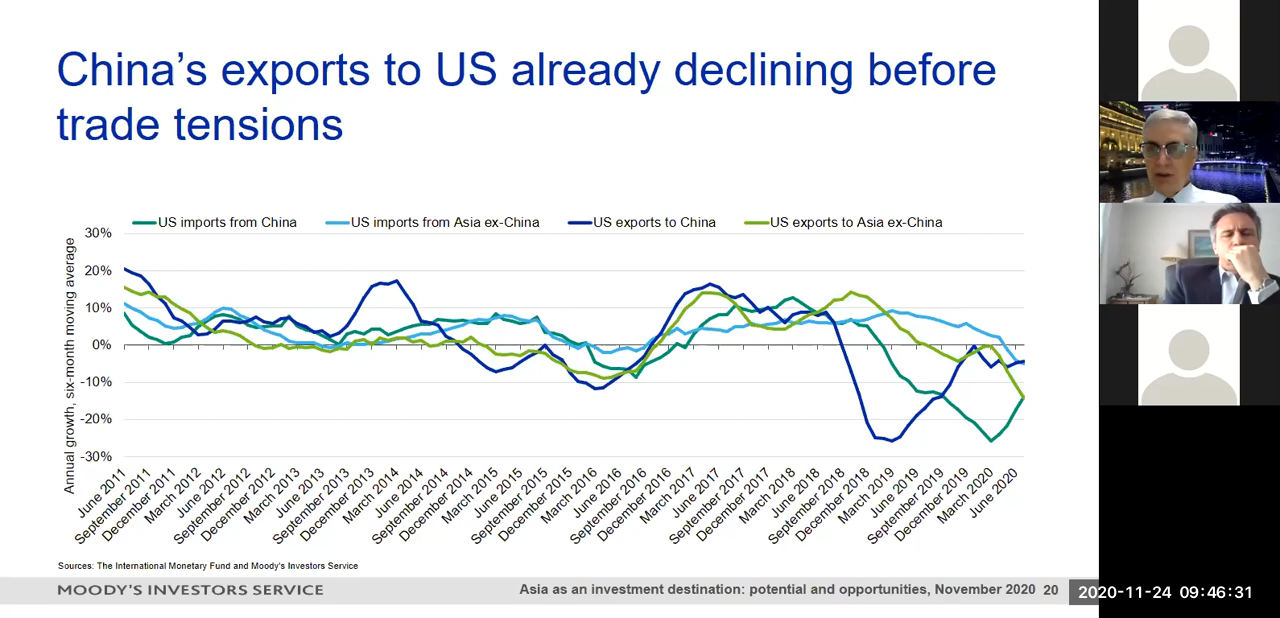 China's exports to US already declining before
trade tensions
US imports from China
US imports from Asia ex-China
US exports to China
US exports to Asia ex-China
Annual growth, six-month moving average
30%
20%
10%
0%
-10%
-20%
-30%
June 2011
September 2011
December 2011
March 2012
June 2012
September 2012
December 2012
March 2013
June 2013
September 2013
December 2013
March 2014
June 2014
September 2014
December 2014
March 2015
June 2015
September 2015
December 2015
March 2016
June 2016
September 2016
December 2016
March 2017
June 2017
September 2017
December 2017
March 2018
June 2018
September 2018
December 2018
March 2019
June 2019
September 2019
December 2019
March 2020
June 2020
Sources: The International Monetary Fund and Moody's Investors Service
MOODY'S INVESTORS SERVICE
Asia as an investment destination: potential and opportunities, November 2020 20
2020-11-24 09:46:31